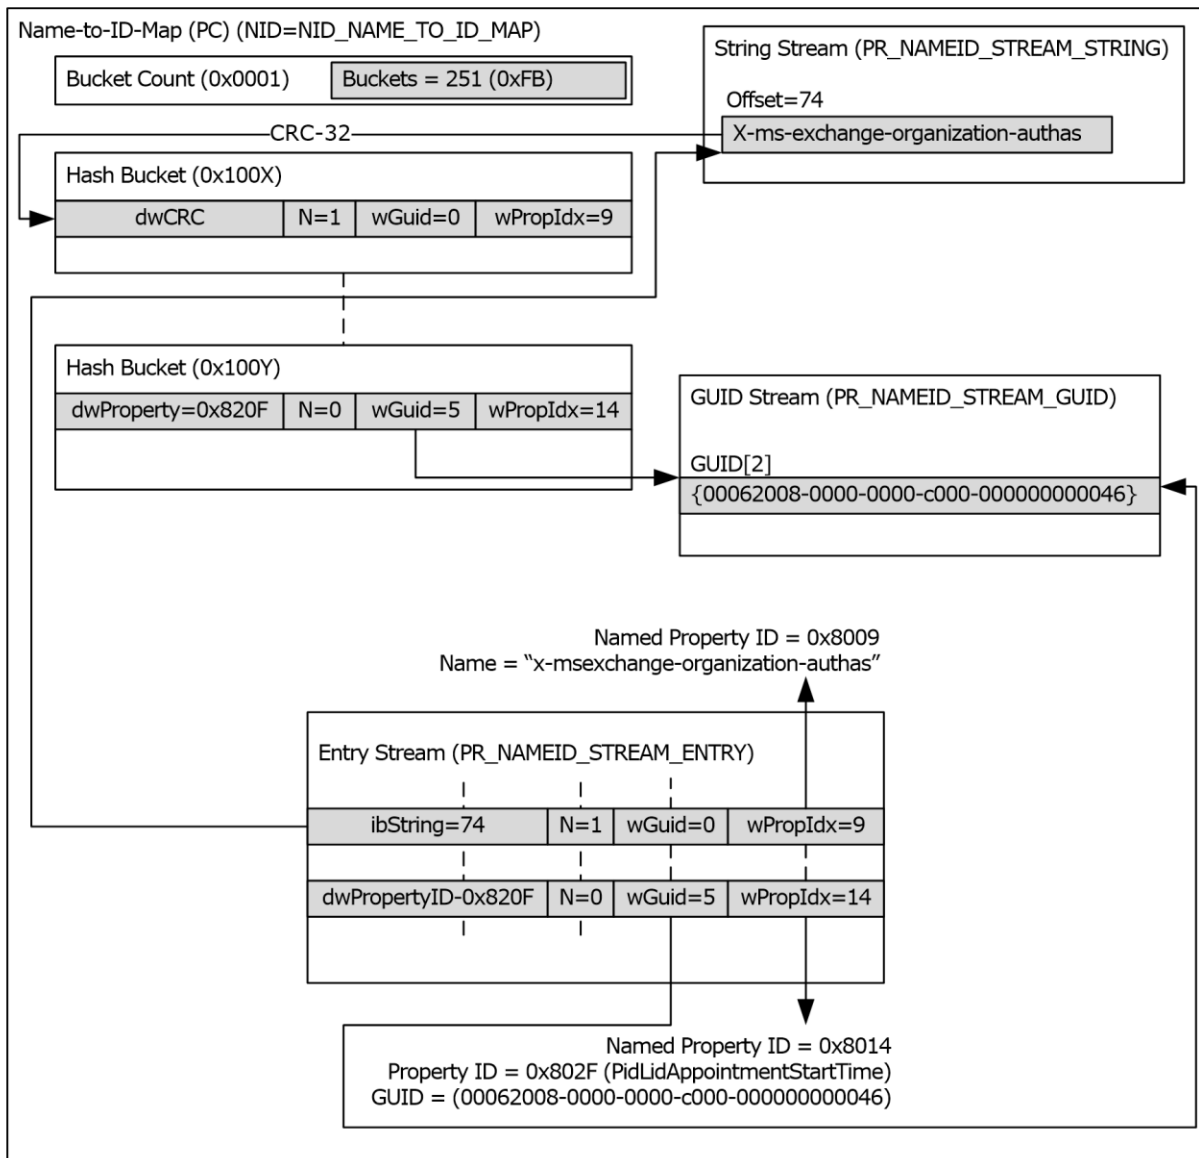 Name-to-ID-Map (PC) (NID=NID_NAME_TO_ID_MAP)
Bucket Count (0x0001)
Buckets = 251 (0xFB)
String Stream (PR_NAMEID_STREAM_STRING)
Offset=74
X-ms-exchange-organization-authas
CRC-32
Hash Bucket (0x100X)
dwCRC
N=1
wGuid=0
wPropIdx=9
Hash Bucket (0x100Y)
dwProperty=0x820F
N=0
wGuid=5
wPropIdx=14
GUID Stream (PR_NAMEID_STREAM_GUID)
GUID[2]
{00062008-0000-0000-c000-000000000046}
Named Property ID = 0x8009
Name = “x-msexchange-organization-authas”
Entry Stream (PR_NAMEID_STREAM_ENTRY)
ibString=74
N=1
wGuid=0
wPropIdx=9
dwPropertyID-0x820F
N=0
wGuid=5
wPropIdx=14
Named Property ID = 0x8014
Property ID = 0x802F (PidLidAppointmentStartTime)
GUID = (00062008-0000-0000-c000-000000000046)